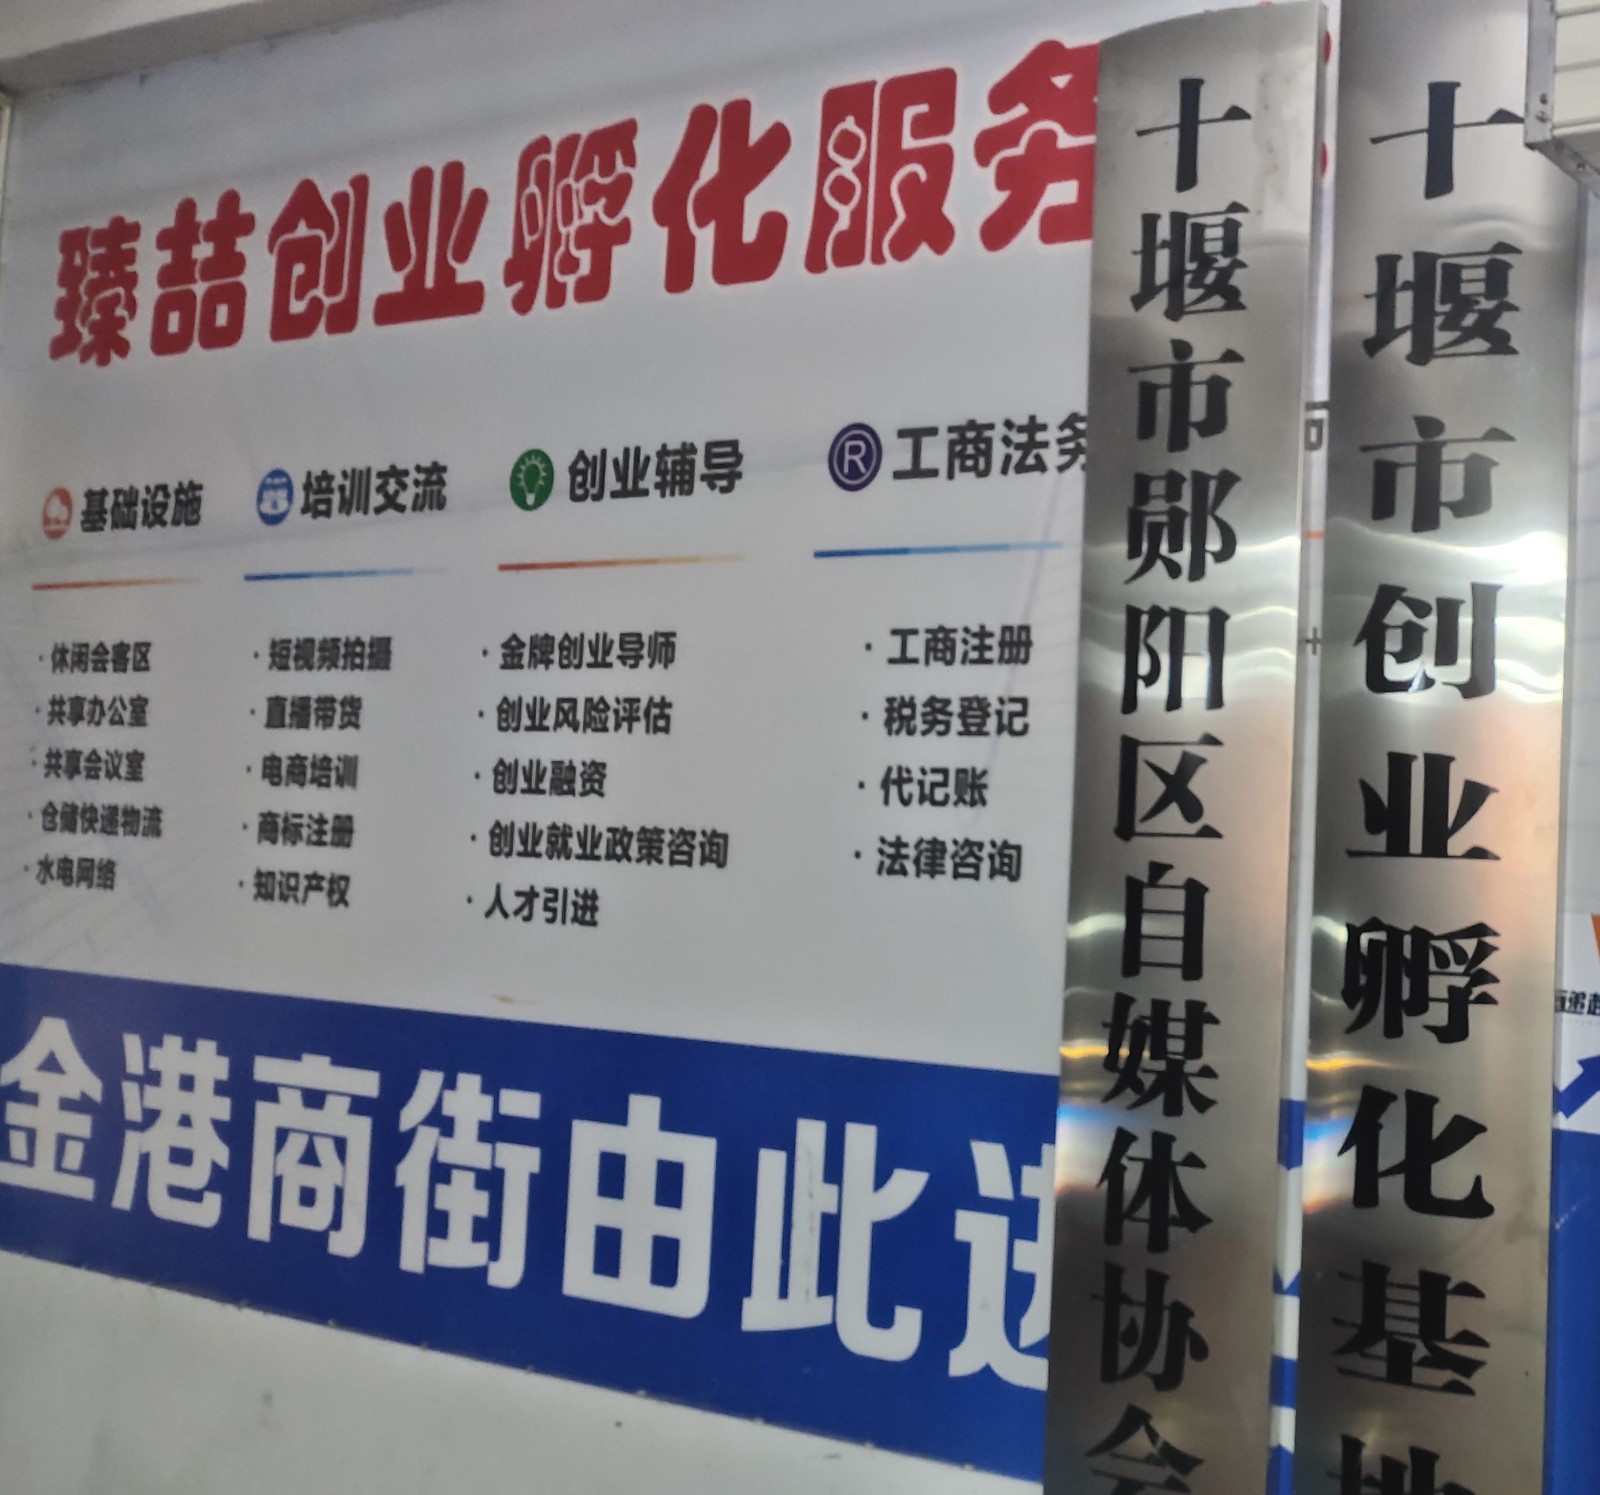 臻喆创业孵化服务
基础设施
· 休闲会客区
· 共享办公室
· 共享会议室
· 仓储快递物流
· 水电网络
培训交流
· 短视频拍摄
· 直播带货
· 电商培训
· 商标注册
· 知识产权
创业辅导
· 金牌创业导师
· 创业风险评估
· 创业融资
· 创业就业政策咨询
· 人才引进
® 工商法务
· 工商注册
· 税务登记
· 代记账
· 法律咨询
金港商街由此进
十堰市郧阳区自媒体协会
十堰市创业孵化基地